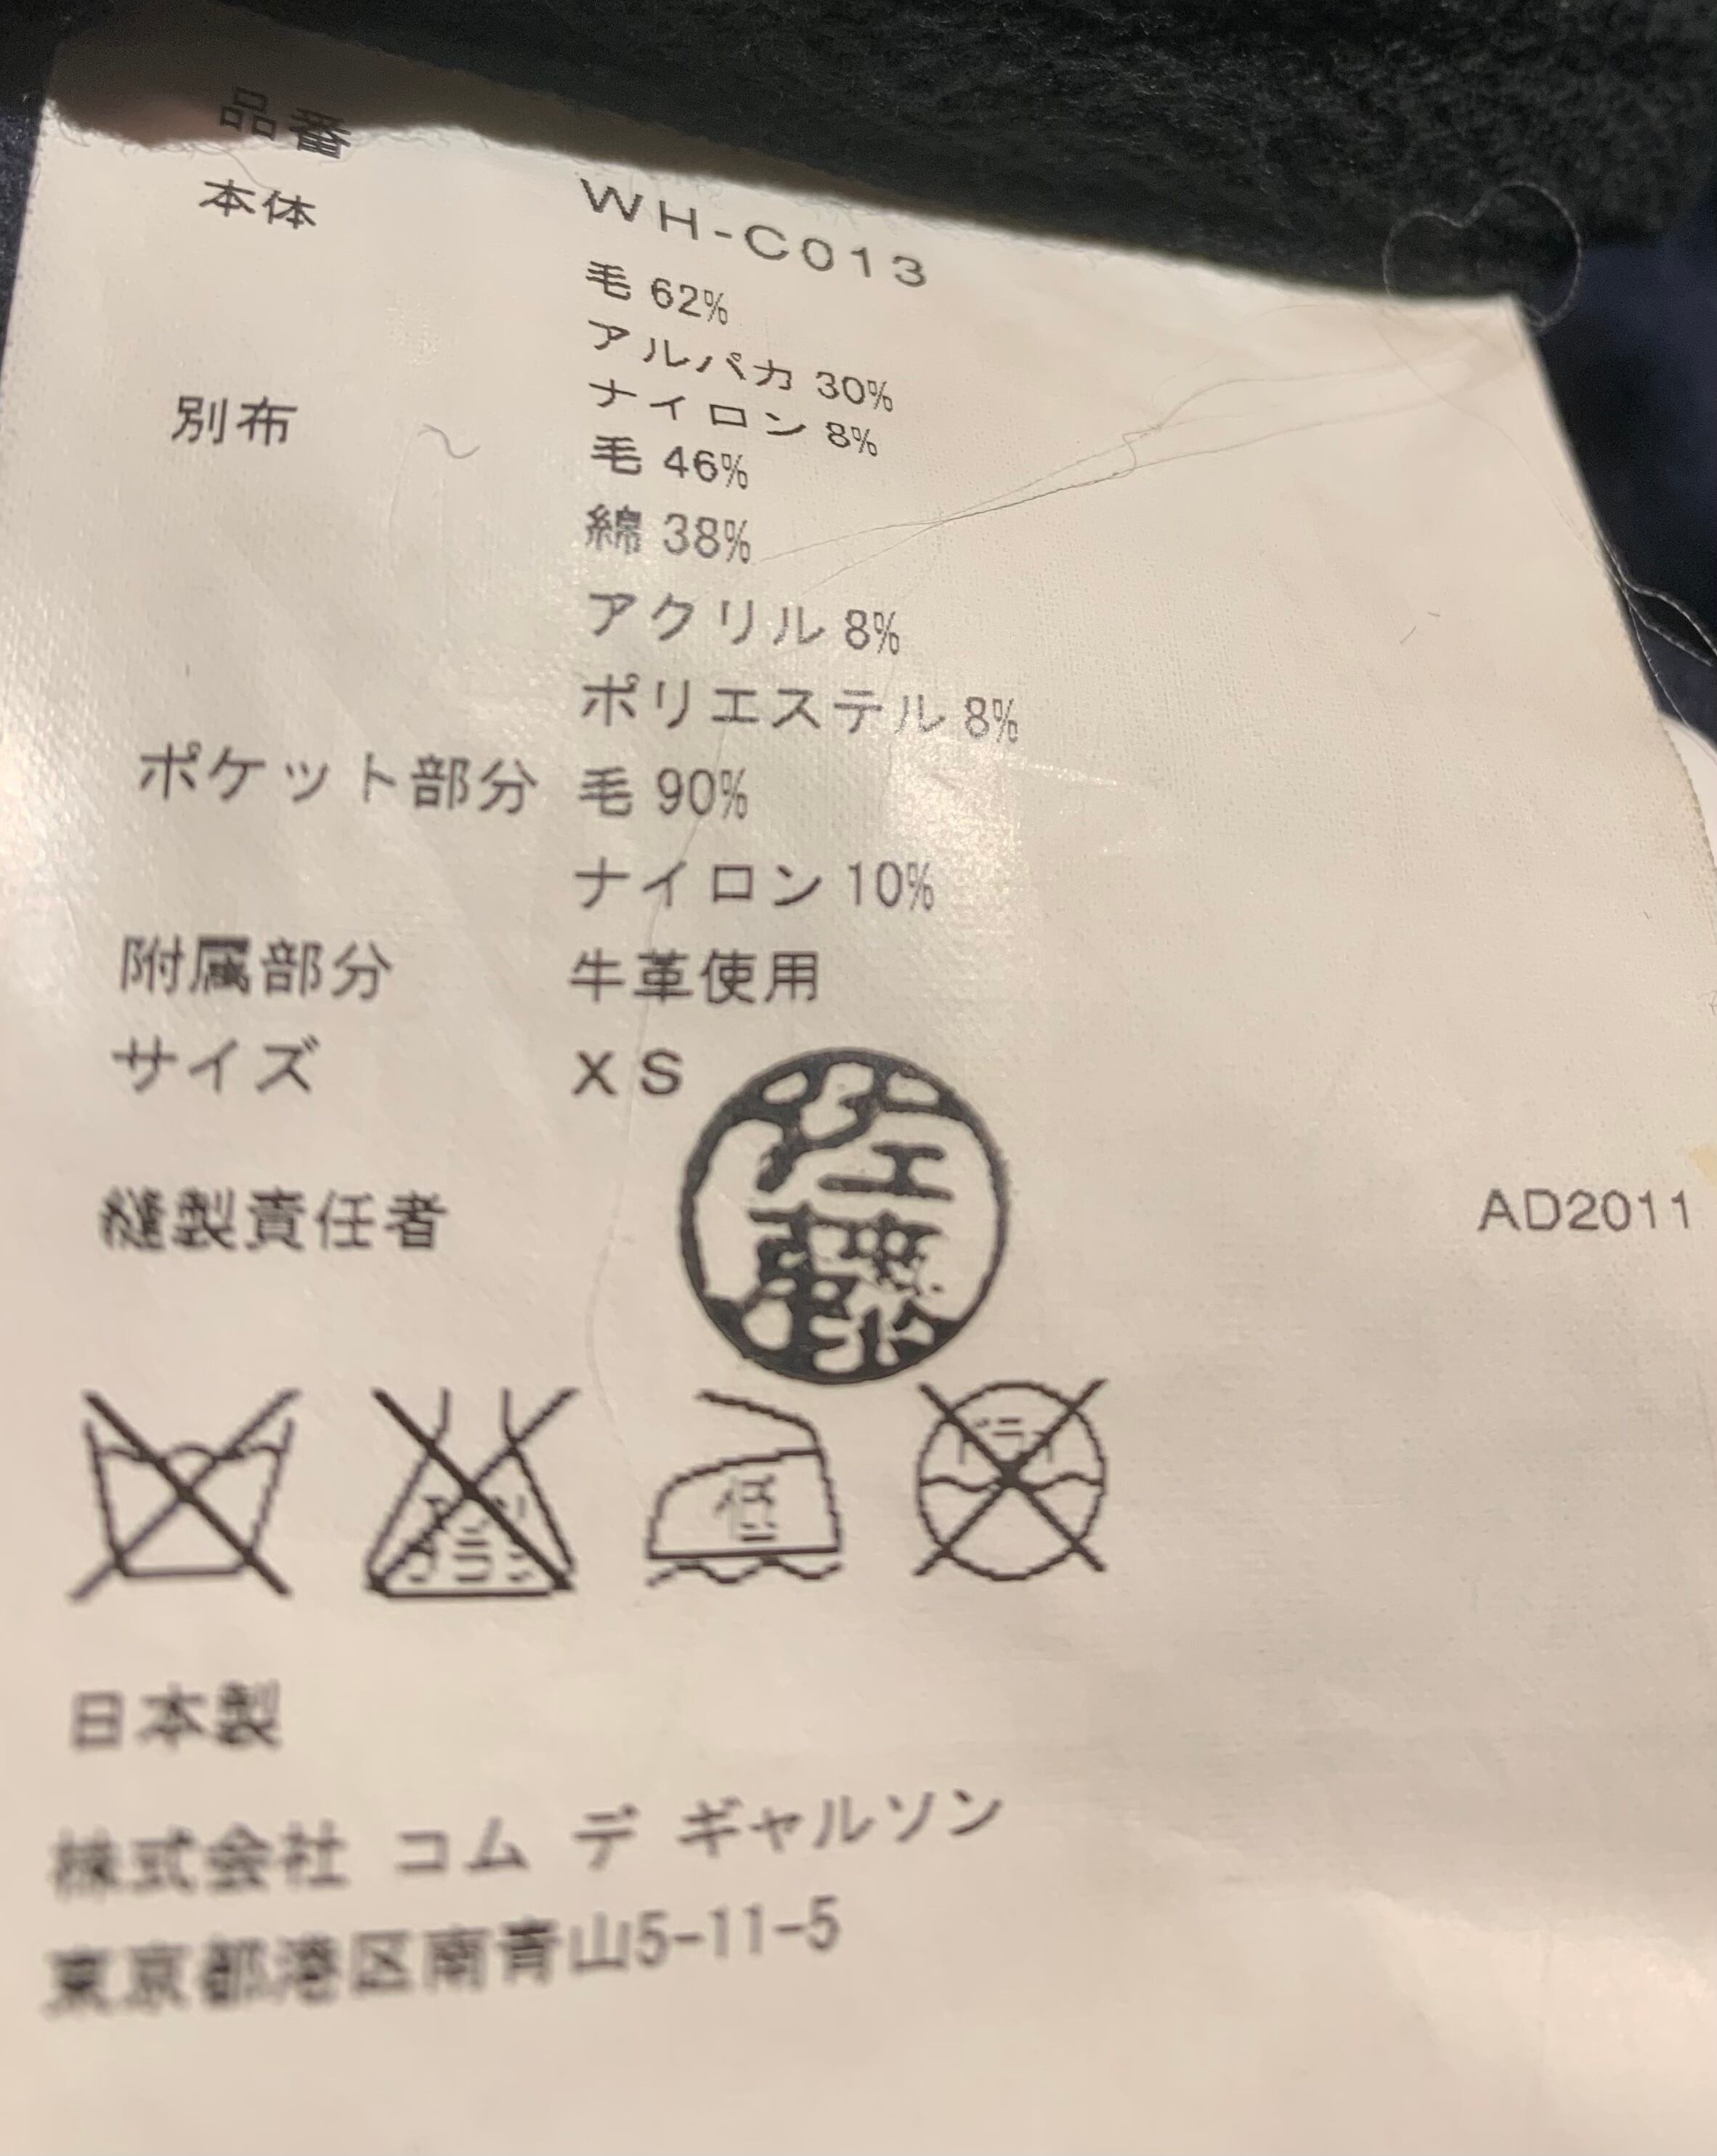 品番 WH-C013
本体 毛 62%
アルパカ 30%
ナイロン 8%
別布 毛 46%
綿 38%
アクリル 8%
ポリエステル 8%
ポケット部分 毛 90%
ナイロン 10%
附属部分 牛革使用
サイズ XS
縫製責任者 AD2011
低 ドライ
日本製
株式会社 コム デ ギャルソン
東京都港区南青山5-11-5